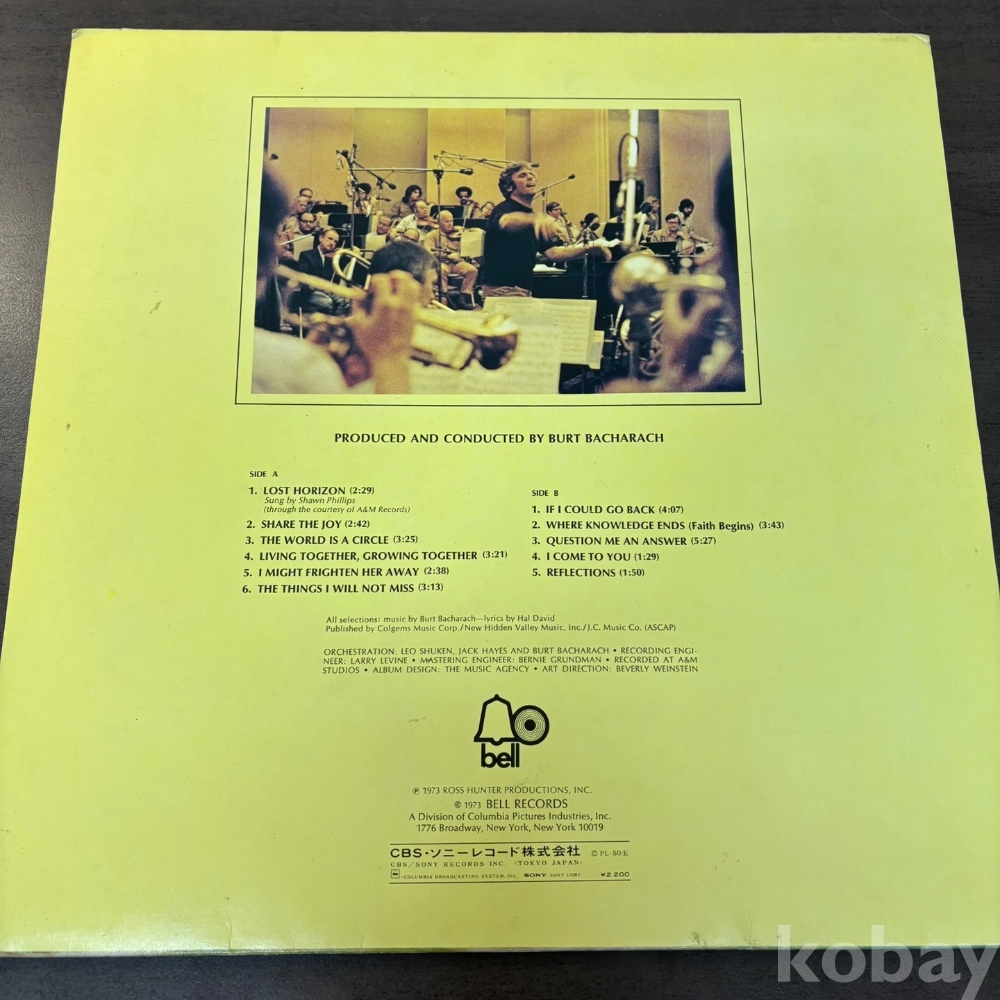 PRODUCED AND CONDUCTED BY BURT BACHARACH
SIDE A
1. LOST HORIZON (2:29)
Sung by Shawn Phillips
(through the courtesy of A&M Records)
2. SHARE THE JOY (2:42)
3. THE WORLD IS A CIRCLE (3:25)
4. LIVING TOGETHER, GROWING TOGETHER (3:21)
5. I MIGHT FRIGHTEN HER AWAY (2:38)
6. THE THINGS I WILL NOT MISS (3:13)
SIDE B
1. IF I COULD GO BACK (4:07)
2. WHERE KNOWLEDGE ENDS (Faith Begins) (3:43)
3. QUESTION ME AN ANSWER (5:27)
4. I COME TO YOU (1:29)
5. REFLECTIONS (1:50)
All selections: music by Burt Bacharach—lyrics by Hal David
Published by Colgems Music Corp./New Hidden Valley Music, Inc./J.C. Music Co. (ASCAP)
ORCHESTRATION: LEO SHUKEN, JACK HAYES AND BURT BACHARACH • RECORDING ENGI-
NEER: LARRY LEVINE • MASTERING ENGINEER: BERNIE GRUNDMAN • RECORDED AT A&M
STUDIOS • ALBUM DESIGN: THE MUSIC AGENCY • ART DIRECTION: BEVERLY WEINSTEIN
bell
℗ 1973 ROSS HUNTER PRODUCTIONS, INC.
© 1973 BELL RECORDS
A Division of Columbia Pictures Industries, Inc.
1776 Broadway, New York, New York 10019
CBS・ソニーレコード株式会社 © PL-80-K
CBS/SONY RECORDS INC. (TOKYO JAPAN)
COLUMBIA BROADCASTING SYSTEM, INC. SONY: SONY CORP. ¥2,200
kobay